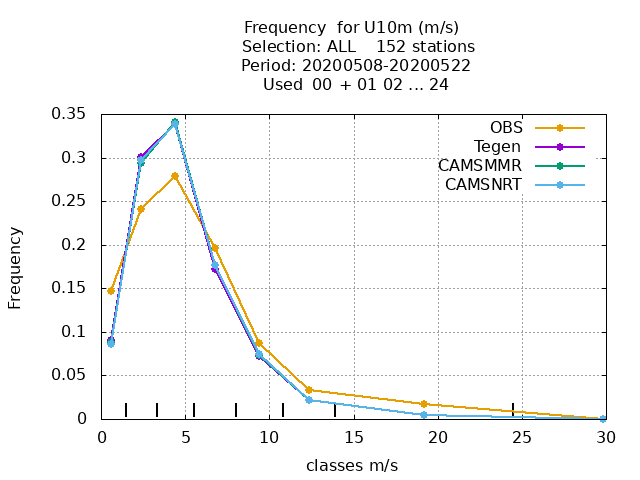 Frequency  for U10m (m/s)
Selection: ALL    152 stations
Period: 20200508-20200522
Used  00 + 01 02 ... 24
OBS
Tegen
CAMSMMR
CAMSNRT
Frequency
0.35
0.3
0.25
0.2
0.15
0.1
0.05
0
0 5 10 15 20 25 30
classes m/s